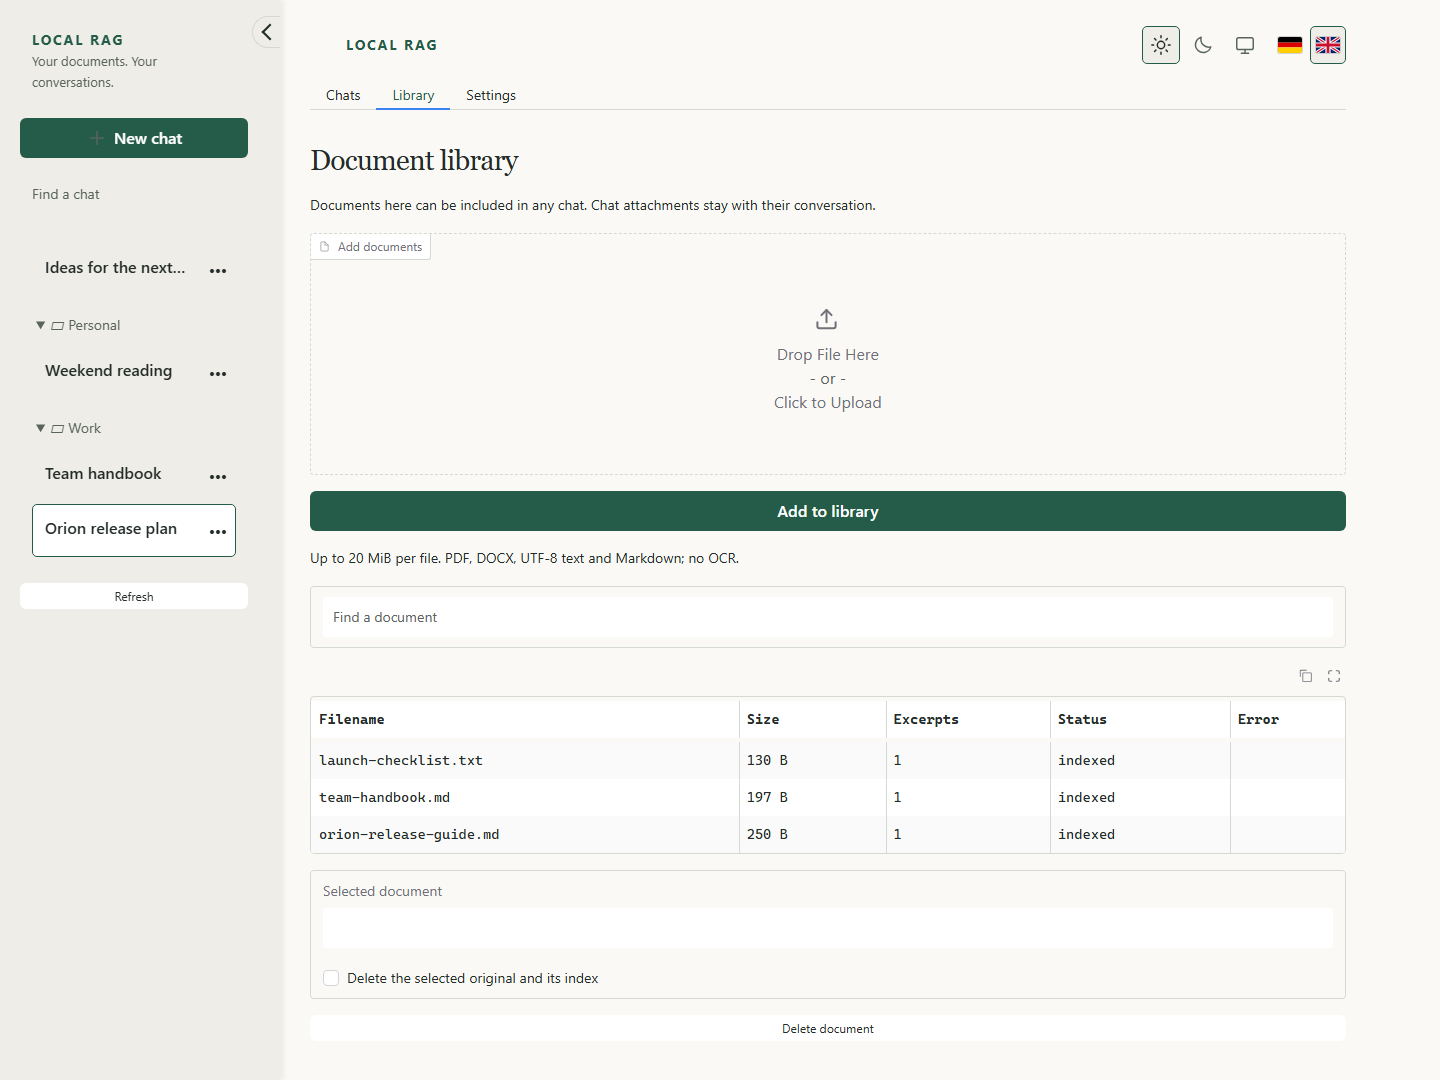 LOCAL RAG
Your documents. Your
conversations.
New chat
Find a chat
Ideas for the next...
Personal
Weekend reading
Work
Team handbook
Orion release plan
Refresh
LOCAL RAG
Chats Library Settings
Document library
Documents here can be included in any chat. Chat attachments stay with their conversation.
Add documents
Drop File Here
- or -
Click to Upload
Add to library
Up to 20 MiB per file. PDF, DOCX, UTF-8 text and Markdown; no OCR.
Find a document
Filename Size Excerpts Status Error
launch-checklist.txt 130 B 1 indexed
team-handbook.md 197 B 1 indexed
orion-release-guide.md 250 B 1 indexed
Selected document
Delete the selected original and its index
Delete document